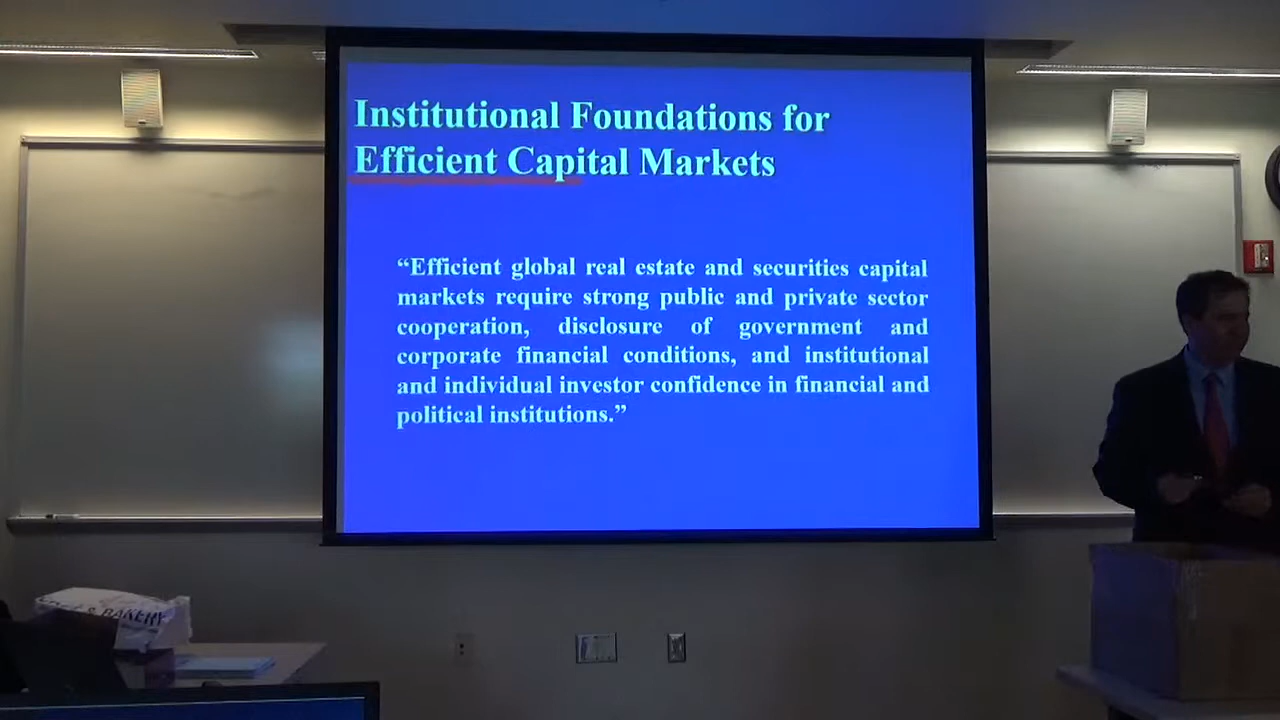 Institutional Foundations for
Efficient Capital Markets
“Efficient global real estate and securities capital
markets require strong public and private sector
cooperation, disclosure of government and
corporate financial conditions, and institutional
and individual investor confidence in financial and
political institutions.”
& BAKERY